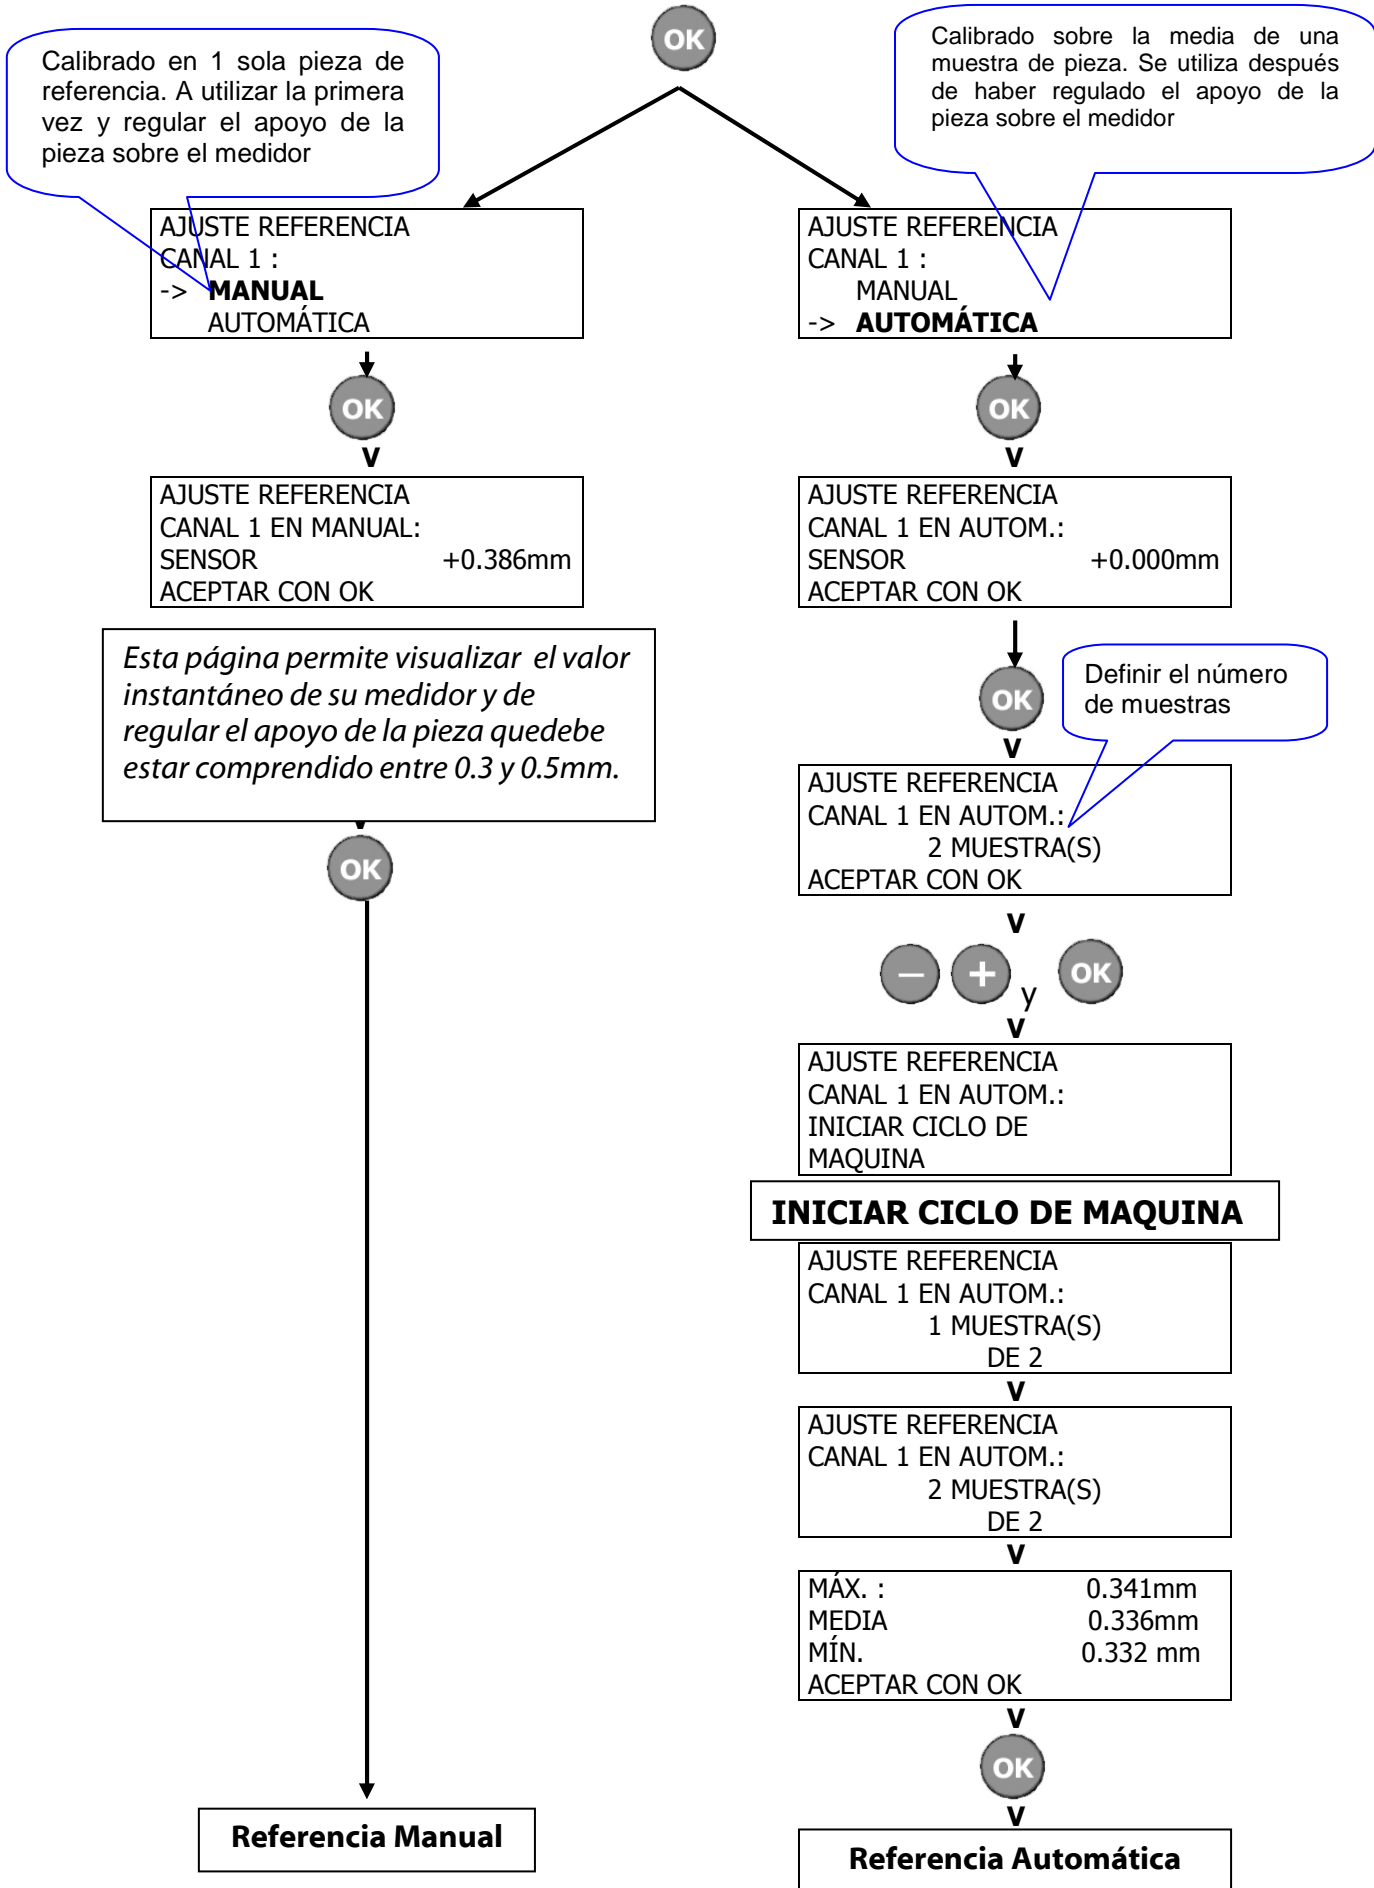 OK
Calibrado en 1 sola pieza de
referencia. A utilizar la primera
vez y regular el apoyo de la
pieza sobre el medidor
Calibrado sobre la media de una
muestra de pieza. Se utiliza después
de haber regulado el apoyo de la
pieza sobre el medidor
AJUSTE REFERENCIA
CANAL 1 :
-> MANUAL
AUTOMÁTICA
OK
V
AJUSTE REFERENCIA
CANAL 1 EN MANUAL:
SENSOR +0.386mm
ACEPTAR CON OK
Esta página permite visualizar el valor
instantáneo de su medidor y de
regular el apoyo de la pieza quedebe
estar comprendido entre 0.3 y 0.5mm.
OK
Referencia Manual
AJUSTE REFERENCIA
CANAL 1 :
MANUAL
-> AUTOMÁTICA
OK
V
AJUSTE REFERENCIA
CANAL 1 EN AUTOM.:
SENSOR +0.000mm
ACEPTAR CON OK
OK
Definir el número
de muestras
V
AJUSTE REFERENCIA
CANAL 1 EN AUTOM.:
2 MUESTRA(S)
ACEPTAR CON OK
V
− + y OK
V
AJUSTE REFERENCIA
CANAL 1 EN AUTOM.:
INICIAR CICLO DE
MAQUINA
INICIAR CICLO DE MAQUINA
AJUSTE REFERENCIA
CANAL 1 EN AUTOM.:
1 MUESTRA(S)
DE 2
V
AJUSTE REFERENCIA
CANAL 1 EN AUTOM.:
2 MUESTRA(S)
DE 2
V
MÁX. : 0.341mm
MEDIA 0.336mm
MÍN. 0.332 mm
ACEPTAR CON OK
V
OK
V
Referencia Automática